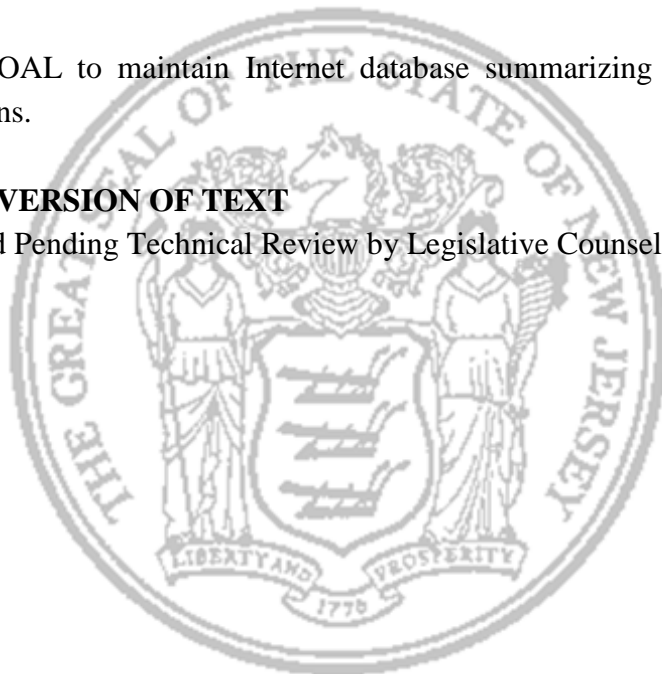 OAL to maintain Internet database summarizing
ns.
VERSION OF TEXT
d Pending Technical Review by Legislative Counsel
THE GREAT SEAL OF THE STATE OF NEW JERSEY
LIBERTY AND PROSPERITY
1776